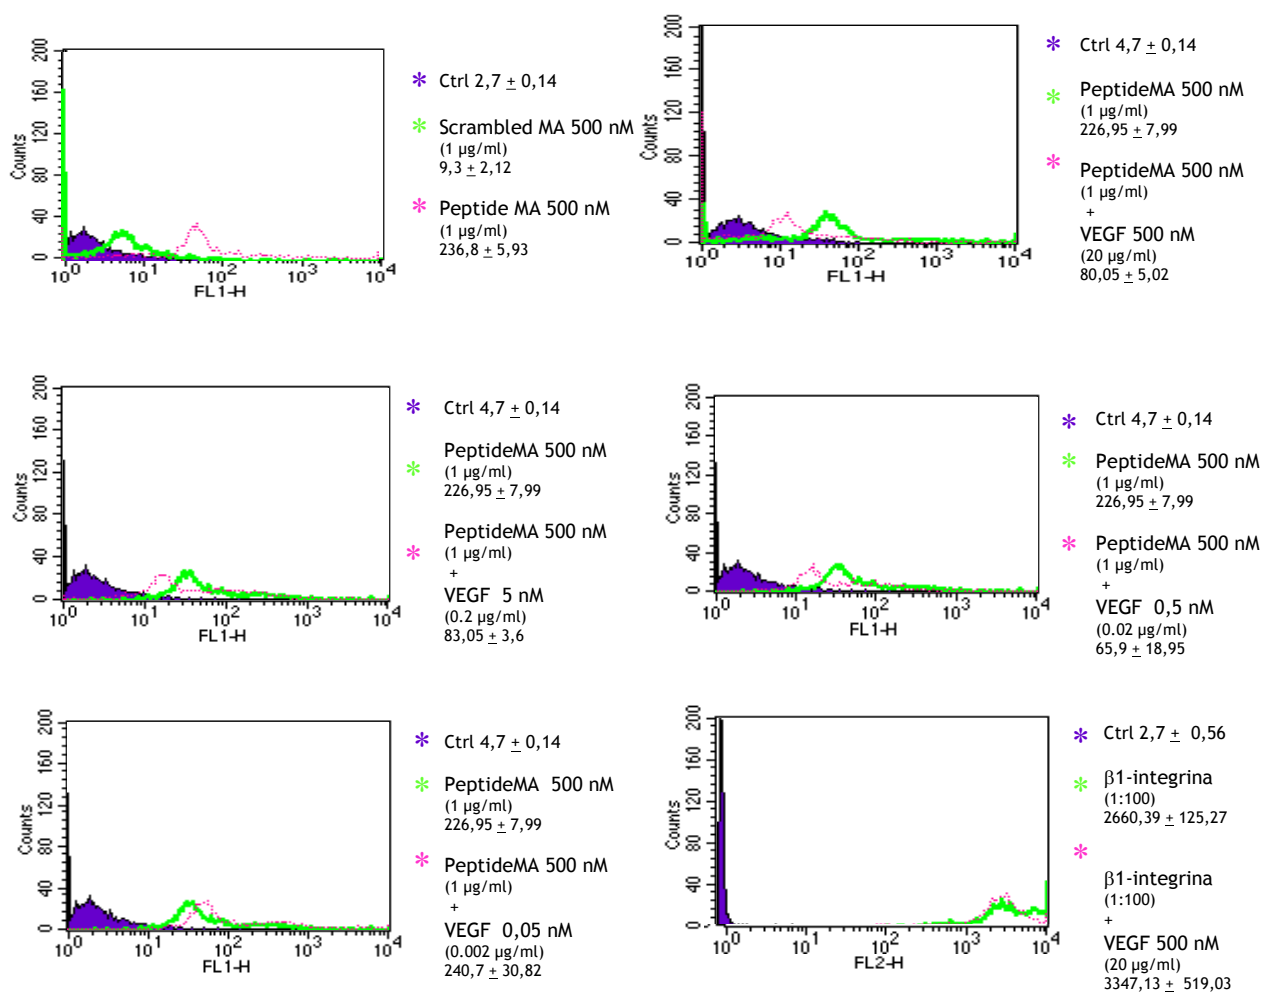 200
160
120
80
40
0
Counts
10^0 10^1 10^2 10^3 10^4
FL1-H
* Ctrl 2,7 ± 0,14
* Scrambled MA 500 nM
(1 µg/ml)
9,3 ± 2,12
* Peptide MA 500 nM
(1 µg/ml)
236,8 ± 5,93
200
160
120
80
40
0
Counts
10^0 10^1 10^2 10^3 10^4
FL1-H
* Ctrl 4,7 ± 0,14
* PeptideMA 500 nM
(1 µg/ml)
226,95 ± 7,99
* PeptideMA 500 nM
(1 µg/ml)
+
VEGF 500 nM
(20 µg/ml)
80,05 ± 5,02
200
160
120
80
40
0
Counts
10^0 10^1 10^2 10^3 10^4
FL1-H
* Ctrl 4,7 ± 0,14
* PeptideMA 500 nM
(1 µg/ml)
226,95 ± 7,99
* PeptideMA 500 nM
(1 µg/ml)
+
VEGF 5 nM
(0.2 µg/ml)
83,05 ± 3,6
200
160
120
80
40
0
Counts
10^0 10^1 10^2 10^3 10^4
FL1-H
* Ctrl 4,7 ± 0,14
* PeptideMA 500 nM
(1 µg/ml)
226,95 ± 7,99
* PeptideMA 500 nM
(1 µg/ml)
+
VEGF 0,5 nM
(0.02 µg/ml)
65,9 ± 18,95
200
160
120
80
40
0
Counts
10^1 10^2 10^3 10^4
10^0
FL1-H
* Ctrl 4,7 ± 0,14
* PeptideMA 500 nM
(1 µg/ml)
226,95 ± 7,99
* PeptideMA 500 nM
(1 µg/ml)
+
VEGF 0,05 nM
(0.002 µg/ml)
240,7 ± 30,82
200
160
120
80
40
0
Counts
10^0 10^1 10^2 10^3 10^4
FL2-H
* Ctrl 2,7 ± 0,56
* β1-integrina
(1:100)
2660,39 ± 125,27
*
β1-integrina
(1:100)
+
VEGF 500 nM
(20 µg/ml)
3347,13 ± 519,03